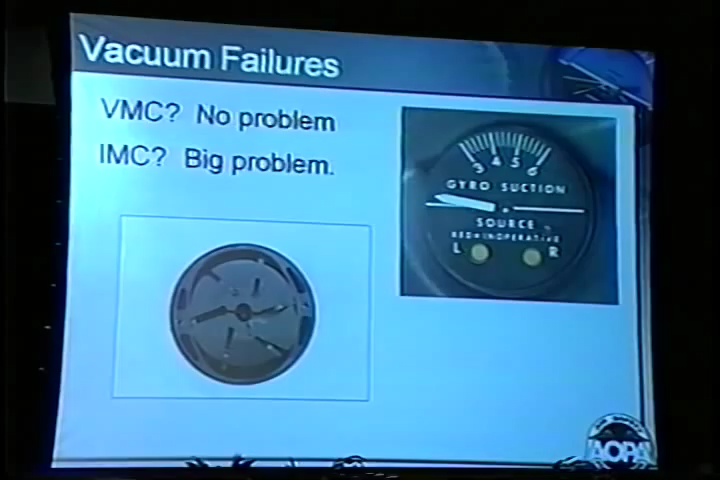 Vacuum Failures
VMC? No problem
IMC? Big problem.
3 4 5 6
GYRO SUCTION
SOURCE
RED=INOPERATIVE
L R
AOPA